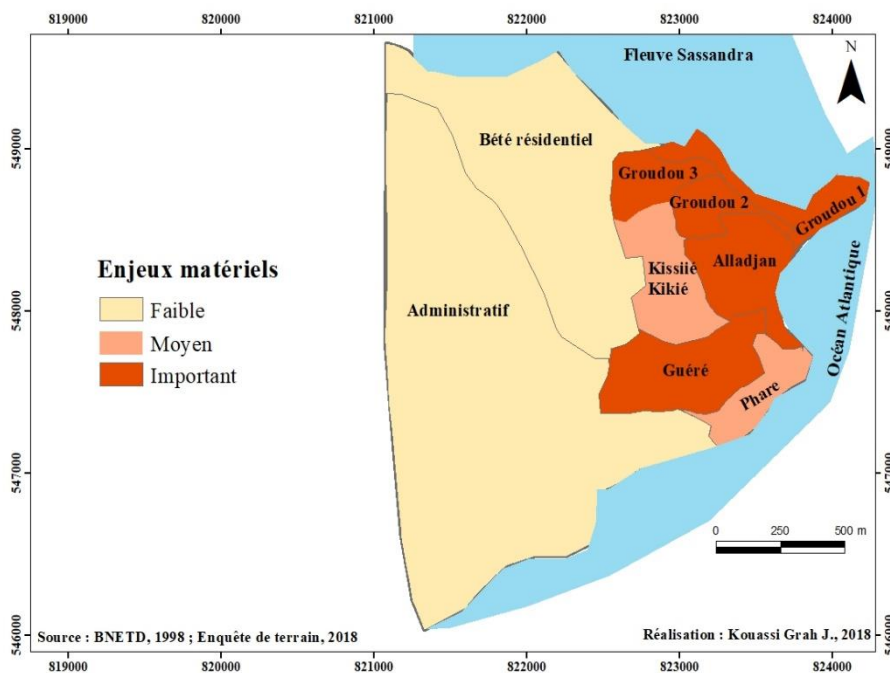 819000 820000 821000 822000 823000 824000
N
Fleuve Sassandra
549000 549000
Bété résidentiel
Groudou 3
Groudou 2
Groudou 1
Alladjan
Kissiié
Kikié
Océan Atlantique
Enjeux matériels
Faible
Moyen
Important
548000 548000
Administratif
Guéré
Phare
547000 547000
0 250 500 m
546000 546000
Source : BNETD, 1998 ; Enquête de terrain, 2018
Réalisation : Kouassi Grah J., 2018
819000 820000 821000 822000 823000 824000